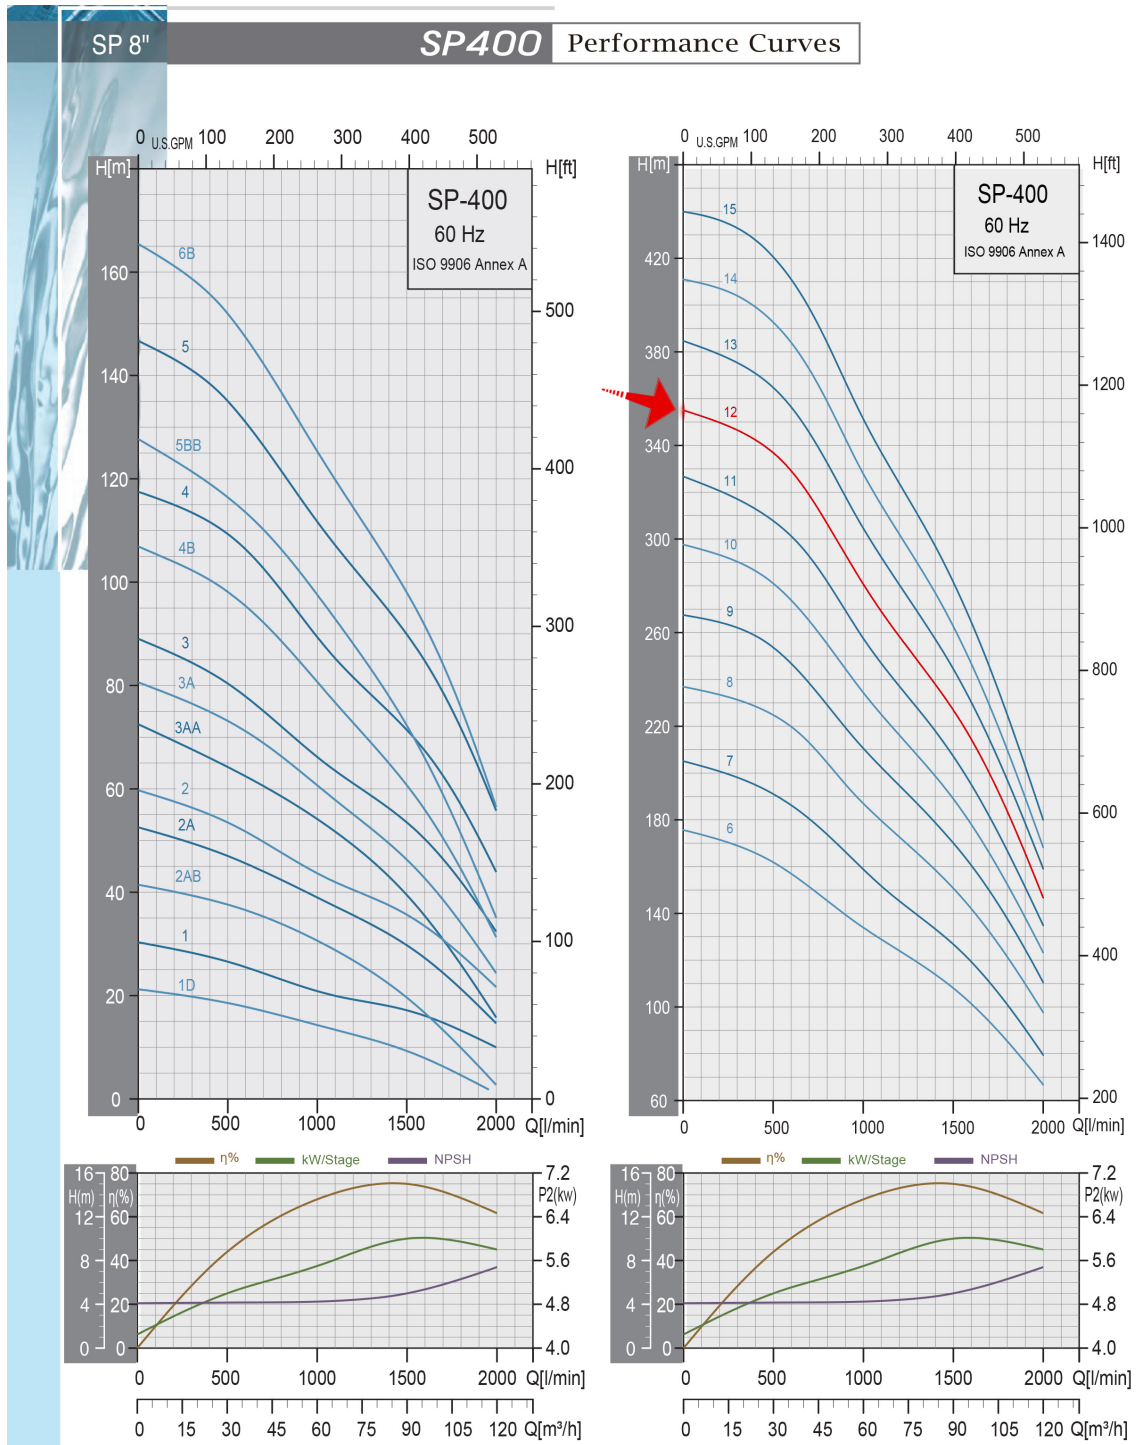 SP 8"
SP400 Performance Curves
0 U.S.GPM 100 200 300 400 500
H[m]
H[ft]
SP-400
60 Hz
ISO 9906 Annex A
160
140
120
100
80
60
40
20
0
500
400
300
200
100
0
6B
5
5BB
4
4B
3
3A
3AA
2
2A
2AB
1
1D
0 500 1000 1500 2000 Q[l/min]
0 U.S.GPM 100 200 300 400 500
H[m]
H[ft]
SP-400
60 Hz
ISO 9906 Annex A
420
380
340
300
260
220
180
140
100
60
1400
1200
1000
800
600
400
200
15
14
13
12
11
10
9
8
7
6
0 500 1000 1500 2000 Q[l/min]
η% kW/Stage NPSH
16 80 7.2
H(m) η(%) P2(kw)
12 60 6.4
8 40 5.6
4 20 4.8
0 0 4.0
0 500 1000 1500 2000 Q[l/min]
0 15 30 45 60 75 90 105 120 Q[m³/h]
η% kW/Stage NPSH
16 80 7.2
H(m) η(%) P2(kw)
12 60 6.4
8 40 5.6
4 20 4.8
0 0 4.0
0 500 1000 1500 2000 Q[l/min]
0 15 30 45 60 75 90 105 120 Q[m³/h]